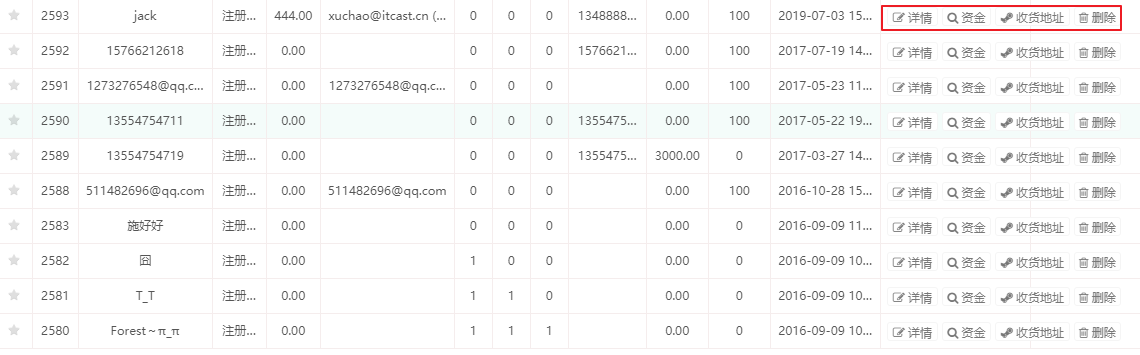 2593 jack 注册... 444.00 xuchao@itcast.cn (... 0 0 0 1348888... 0.00 100 2019-07-03 15... 详情 资金 收货地址 删除
2592 15766212618 注册... 0.00 0 0 0 1576621... 0.00 100 2017-07-19 14... 详情 资金 收货地址 删除
2591 1273276548@qq.c... 注册... 0.00 1273276548@qq.c... 0 0 0 0.00 100 2017-05-23 11... 详情 资金 收货地址 删除
2590 13554754711 注册... 0.00 0 0 0 1355475... 0.00 100 2017-05-22 19... 详情 资金 收货地址 删除
2589 13554754719 注册... 0.00 0 0 0 1355475... 3000.00 0 2017-03-27 14... 详情 资金 收货地址 删除
2588 511482696@qq.com 注册... 0.00 511482696@qq.com 0 0 0 0.00 100 2016-10-28 15... 详情 资金 收货地址 删除
2583 施好好 注册... 0.00 0 0 0 0.00 0 2016-09-09 11... 详情 资金 收货地址 删除
2582 囧 注册... 0.00 1 0 0 0.00 0 2016-09-09 10... 详情 资金 收货地址 删除
2581 T_T 注册... 0.00 1 1 0 0.00 0 2016-09-09 10... 详情 资金 收货地址 删除
2580 Forest~π_π 注册... 0.00 1 1 1 0.00 0 2016-09-09 10... 详情 资金 收货地址 删除